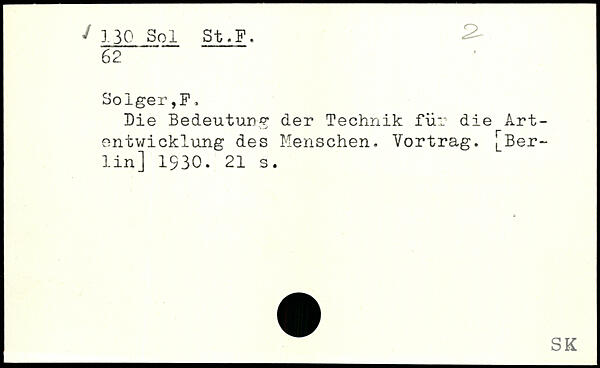 130 Sol St.F. 2
62
Solger,F.
Die Bedeutung der Technik für die Art-
entwicklung des Menschen. Vortrag. [Ber-
lin] 1930. 21 s.
SK